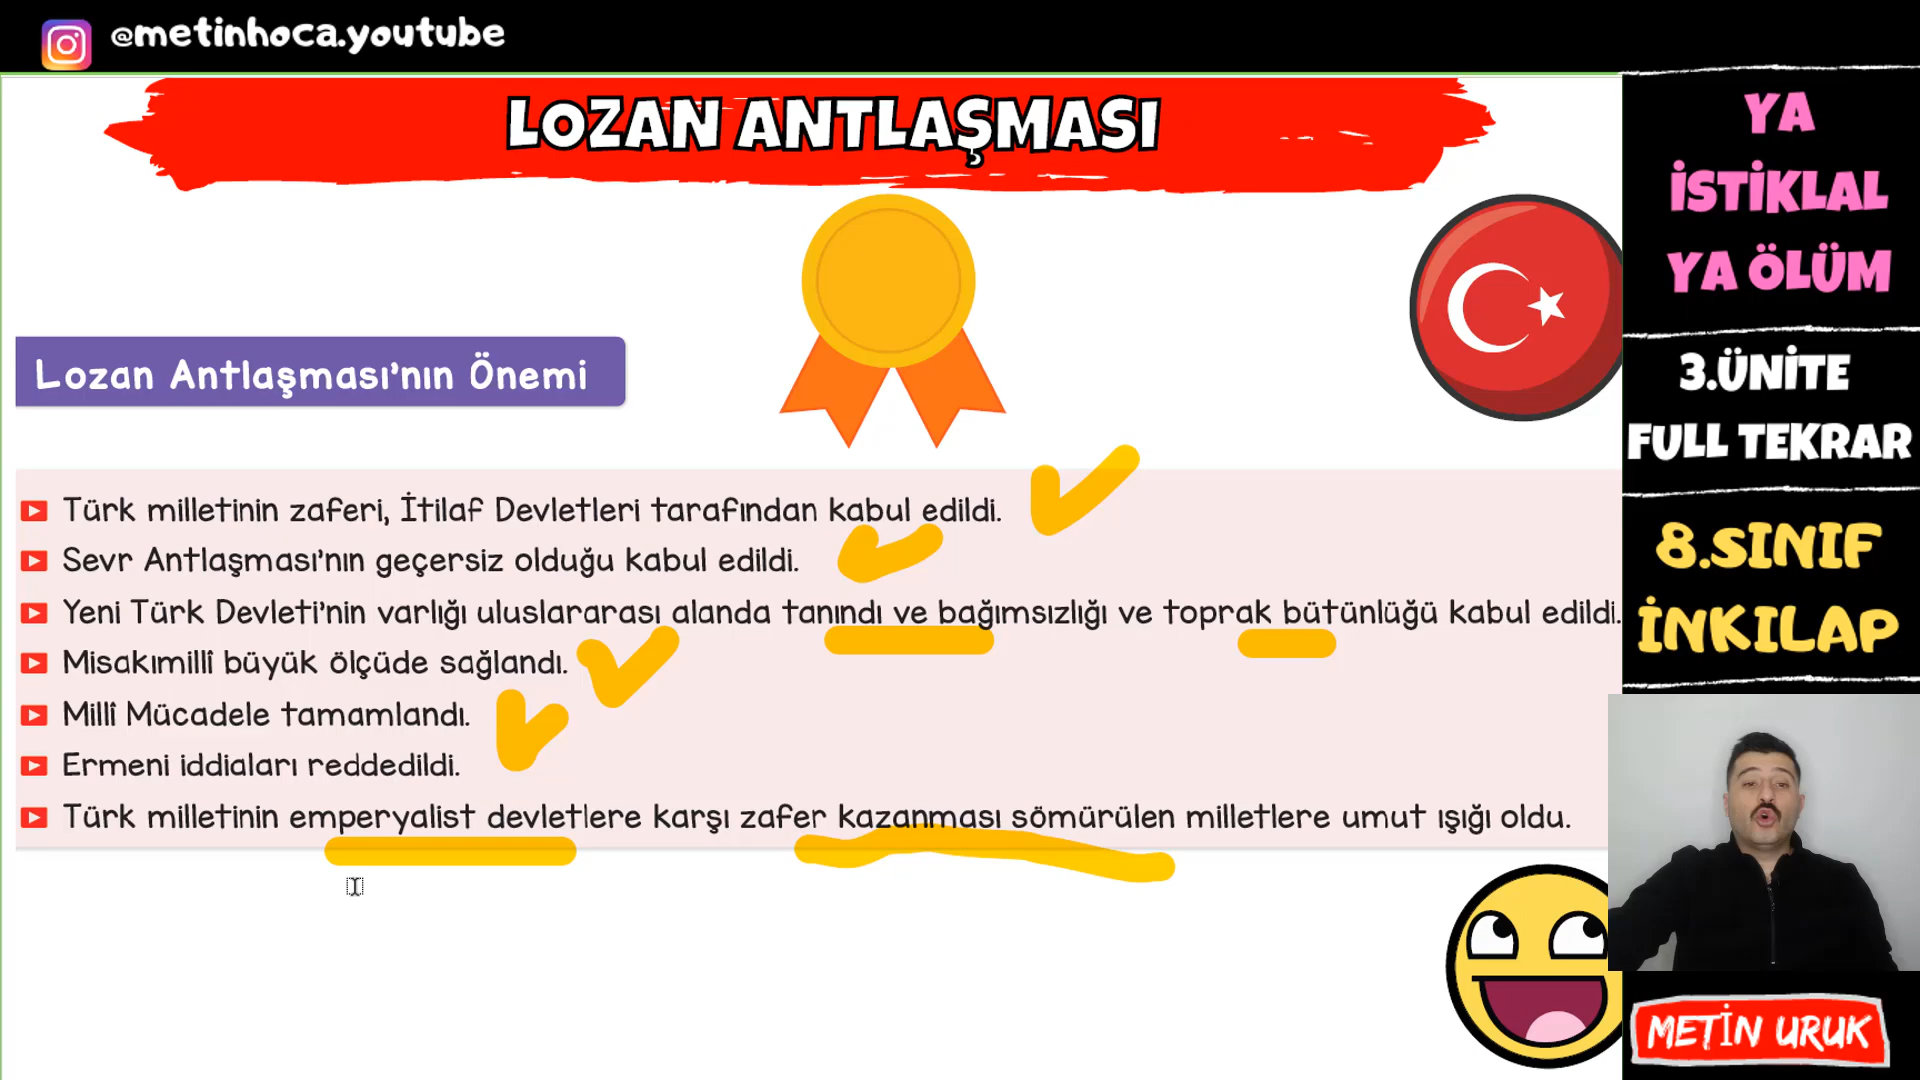 @metinhoca.youtube
LOZAN ANTLAŞMASI
Lozan Antlaşması'nın Önemi
Türk milletinin zaferi, İtilaf Devletleri tarafından kabul edildi.
Sevr Antlaşması'nın geçersiz olduğu kabul edildi.
Yeni Türk Devleti'nin varlığı uluslararası alanda tanındı ve bağımsızlığı ve toprak bütünlüğü kabul edildi.
Misakımillî büyük ölçüde sağlandı.
Millî Mücadele tamamlandı.
Ermeni iddiaları reddedildi.
Türk milletinin emperyalist devletlere karşı zafer kazanması sömürülen milletlere umut ışığı oldu.
YA
İSTİKLAL
YA ÖLÜM
3.ÜNİTE
FULL TEKRAR
8.SINIF
İNKILAP
METİN URUK